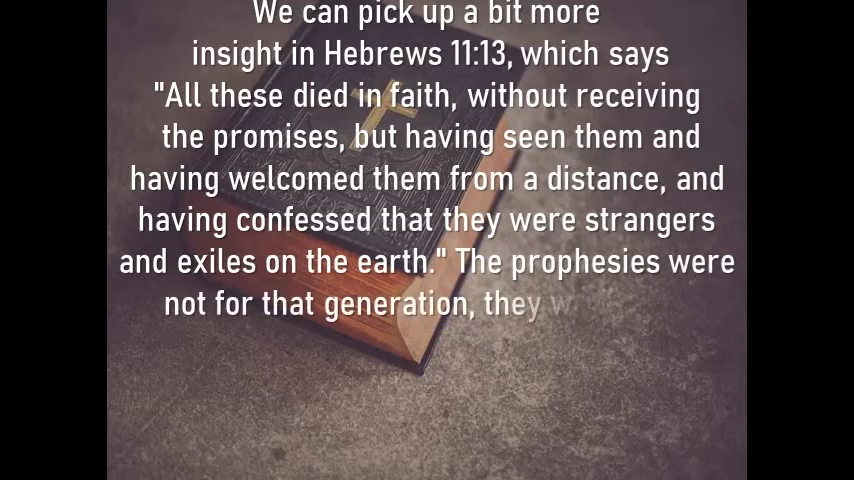 We can pick up a bit more
insight in Hebrews 11:13, which says
"All these died in faith, without receiving
the promises, but having seen them and
having welcomed them from a distance, and
having confessed that they were strangers
and exiles on the earth." The prophesies were
not for that generation, they